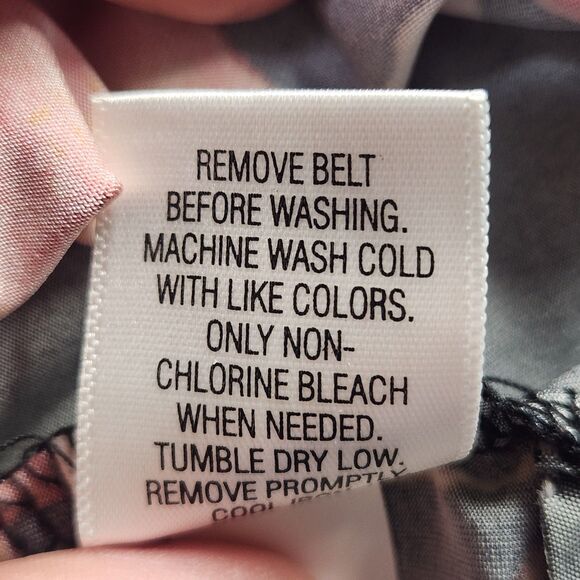 REMOVE BELT
BEFORE WASHING.
MACHINE WASH COLD
WITH LIKE COLORS.
ONLY NON-
CHLORINE BLEACH
WHEN NEEDED.
TUMBLE DRY LOW.
REMOVE PROMPTLY
COOL